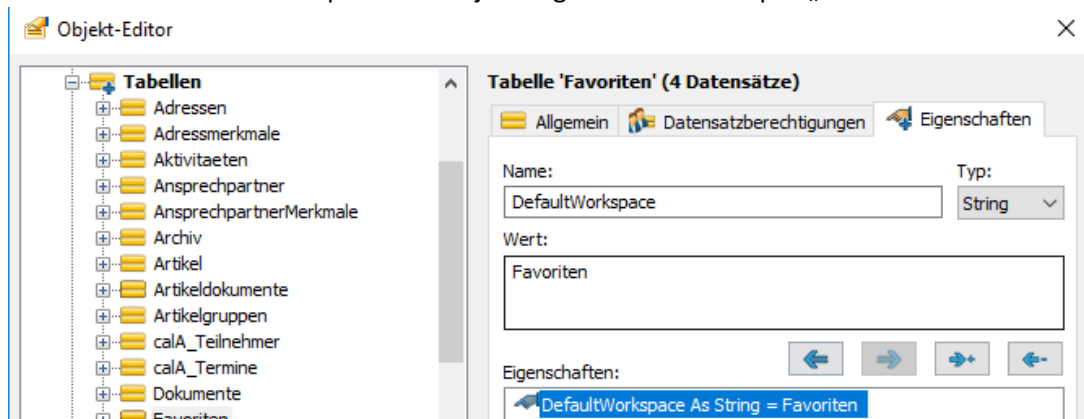 Objekt-Editor
Tabellen
Adressen
Adressmerkmale
Aktivitaeten
Ansprechpartner
AnsprechpartnerMerkmale
Archiv
Artikel
Artikeldokumente
Artikelgruppen
calA_Teilnehmer
calA_Termine
Dokumente
Favoriten
Tabelle 'Favoriten' (4 Datensätze)
Allgemein Datensatzberechtigungen Eigenschaften
Name: Typ:
DefaultWorkspace String
Wert:
Favoriten
Eigenschaften:
DefaultWorkspace As String = Favoriten